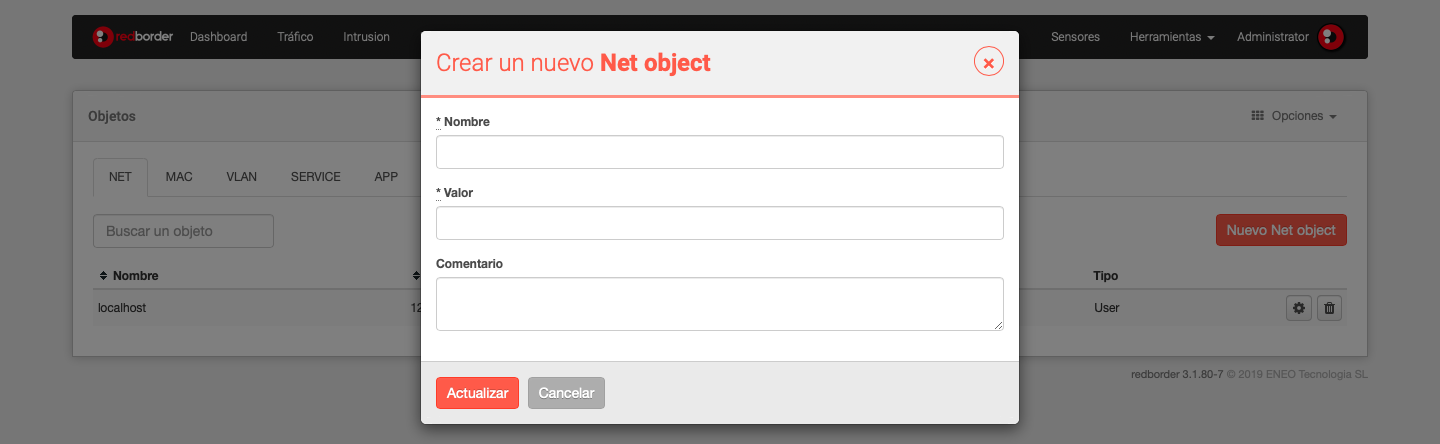 redborder Dashboard Tráfico Intrusion Sensores Herramientas Administrator
Crear un nuevo Net object
Objetos Opciones
* Nombre
NET MAC VLAN SERVICE APP
* Valor
Buscar un objeto Nuevo Net object
Comentario
Nombre Tipo
localhost 12 User
Actualizar Cancelar
redborder 3.1.80-7 © 2019 ENEO Tecnologia SL